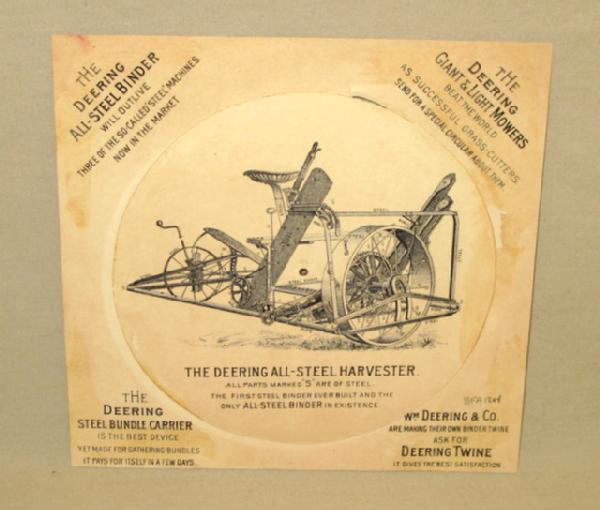 THE
DEERING
ALL-STEEL BINDER
WILL OUTLIVE
THREE OF THE SO-CALLED "STEEL" MACHINES
NOW IN THE MARKET
THE
DEERING
GIANT & LIGHT MOWERS
BEAT THE WORLD
AS SUCCESSFUL GRASS-CUTTERS
SEND FOR A SPECIAL CIRCULAR ABOUT THEM
THE DEERING ALL-STEEL HARVESTER.
ALL PARTS MARKED "S" ARE OF STEEL.
THE FIRST STEEL BINDER EVER BUILT AND THE
ONLY ALL-STEEL BINDER IN EXISTENCE.
THE
DEERING
STEEL BUNDLE CARRIER
IS THE BEST DEVICE
YET MADE FOR GATHERING BUNDLES
IT PAYS FOR ITSELF IN A FEW DAYS.
WM DEERING & CO.
ARE MAKING THEIR OWN BINDER TWINE
ASK FOR
DEERING TWINE
IT GIVES THE BEST SATISFACTION